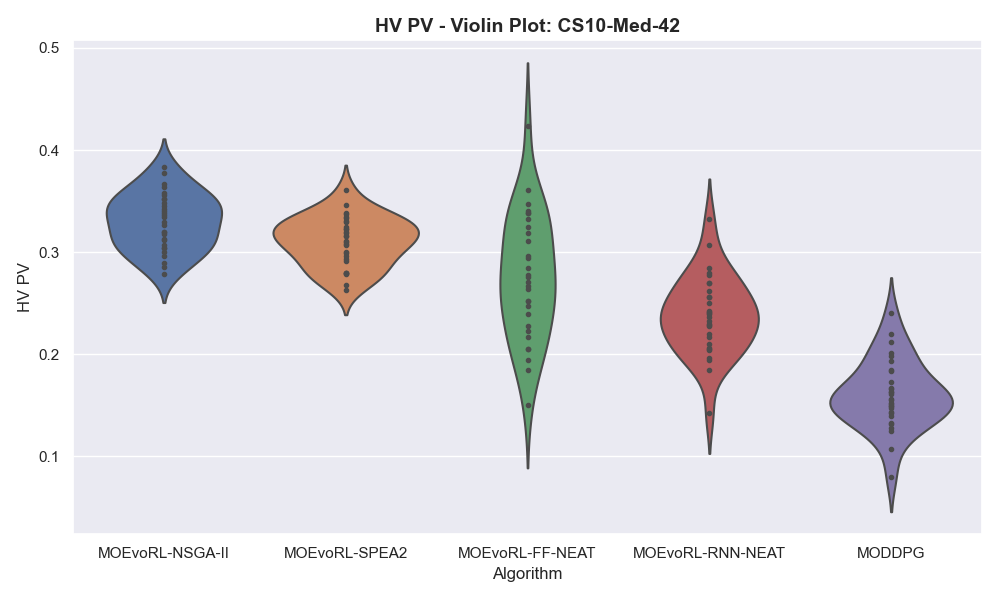 HV PV - Violin Plot: CS10-Med-42
0.5
0.4
0.3
0.2
0.1
HV PV
MOEvoRL-NSGA-II
MOEvoRL-SPEA2
MOEvoRL-FF-NEAT
MOEvoRL-RNN-NEAT
MODDPG
Algorithm